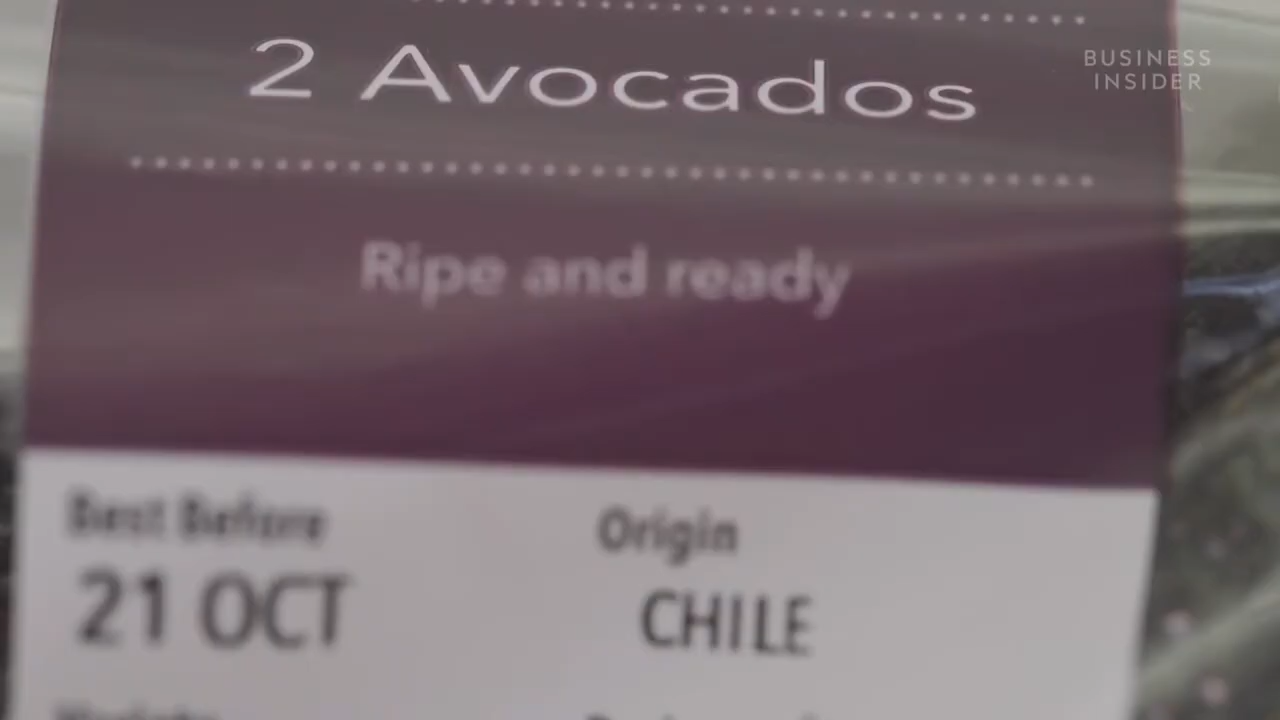 2 Avocados
BUSINESS
INSIDER
Ripe and ready
Best Before
Origin
21 OCT
CHILE